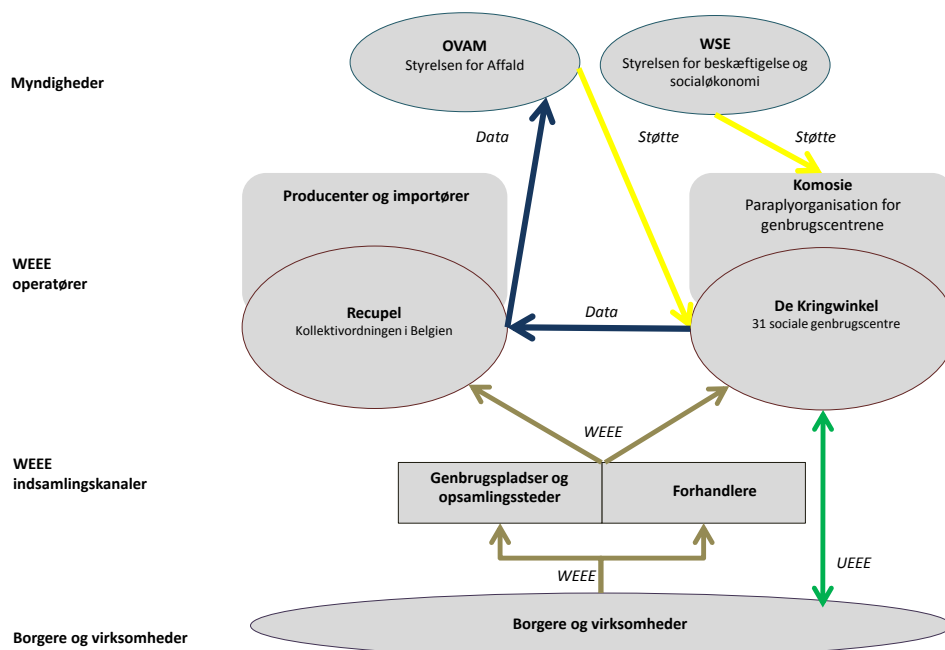 OVAM
Styrelsen for Affald
WSE
Styrelsen for beskæftigelse og
socialøkonomi
Myndigheder
Data
Støtte
Støtte
Producenter og importører
Komosie
Paraplyorganisation for
genbrugscentrene
WEEE
operatører
Recupel
Kollektivordningen i Belgien
Data
De Kringwinkel
31 sociale genbrugscentre
WEEE
WEEE
indsamlingskanaler
Genbrugspladser og
opsamlingssteder
Forhandlere
WEEE
UEEE
Borgere og virksomheder
Borgere og virksomheder